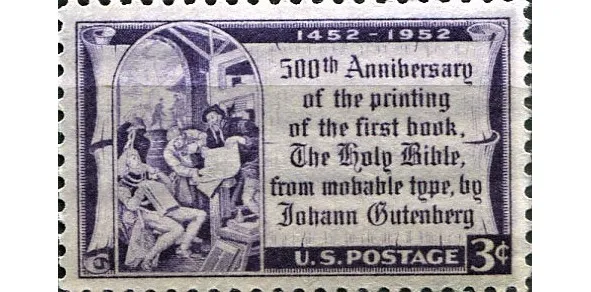 1452-1952
500th Anniversary
of the printing
of the first book,
The Holy Bible,
from movable type, by
Johann Gutenberg
U.S. POSTAGE 3¢